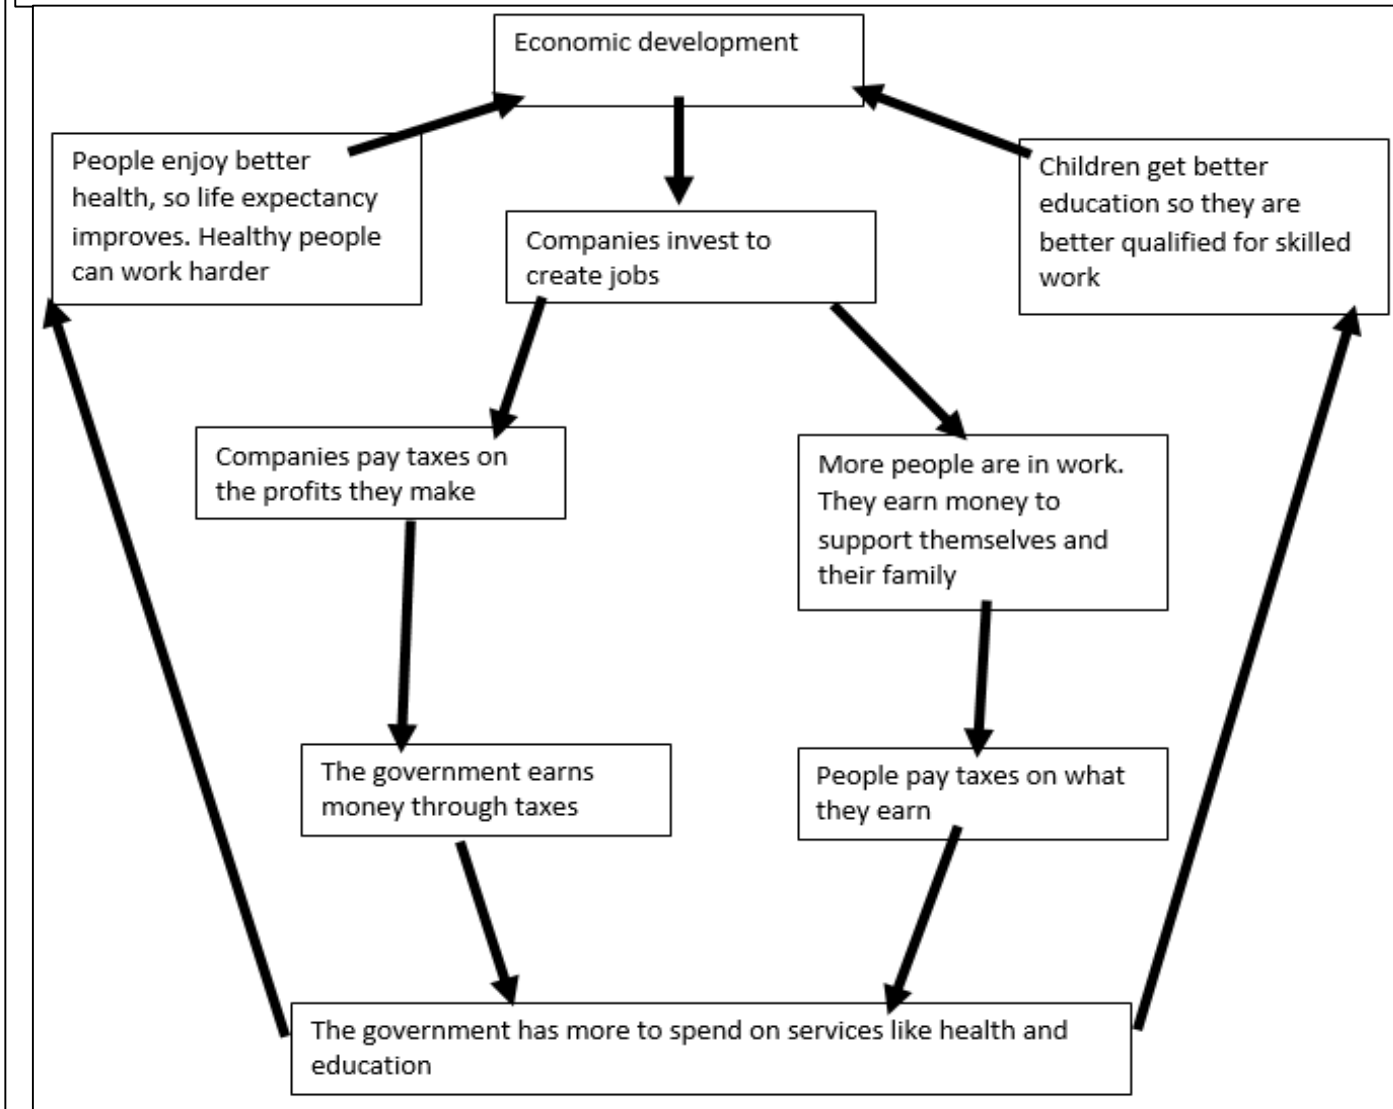 Economic development
People enjoy better
health, so life expectancy
improves. Healthy people
can work harder
Companies invest to
create jobs
Children get better
education so they are
better qualified for skilled
work
Companies pay taxes on
the profits they make
More people are in work.
They earn money to
support themselves and
their family
The government earns
money through taxes
People pay taxes on what
they earn
The government has more to spend on services like health and
education